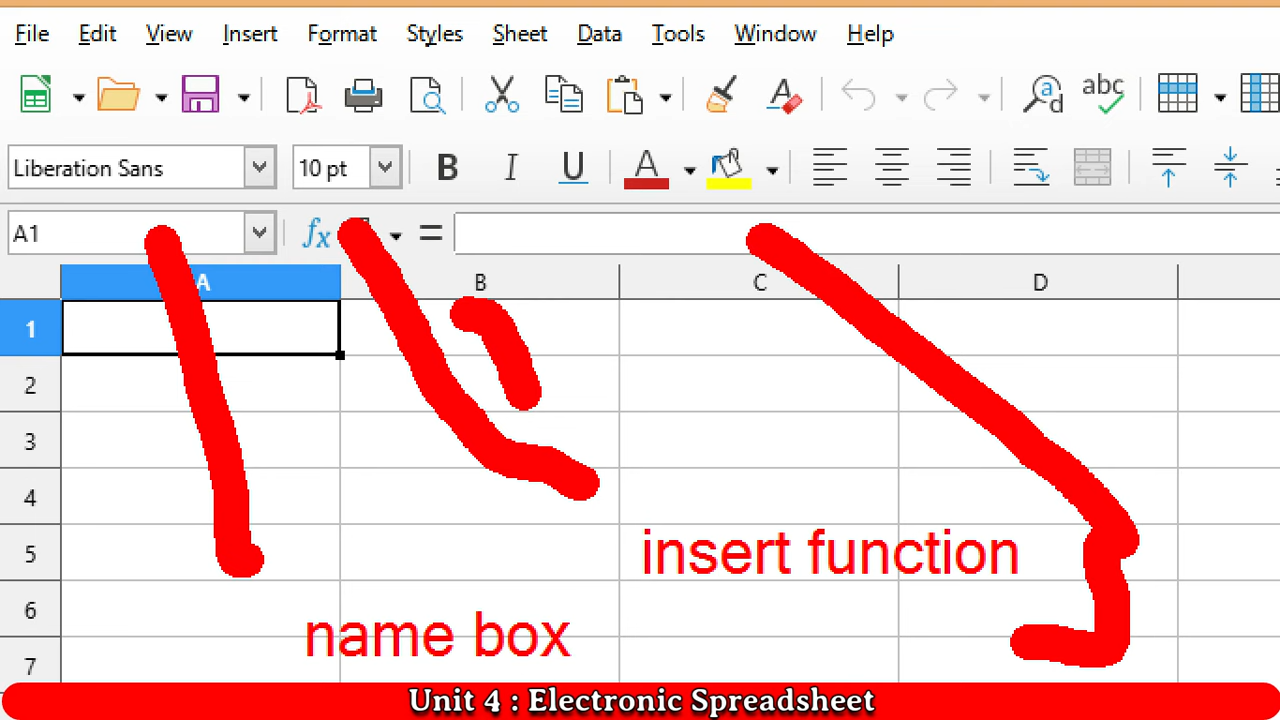 File Edit View Insert Format Styles Sheet Data Tools Window Help
a
d
abc
Liberation Sans 10 pt B I U A
A1 fx =
A B C D
1
2
3
4
5
insert function
6
name box
7
Unit 4 : Electronic Spreadsheet